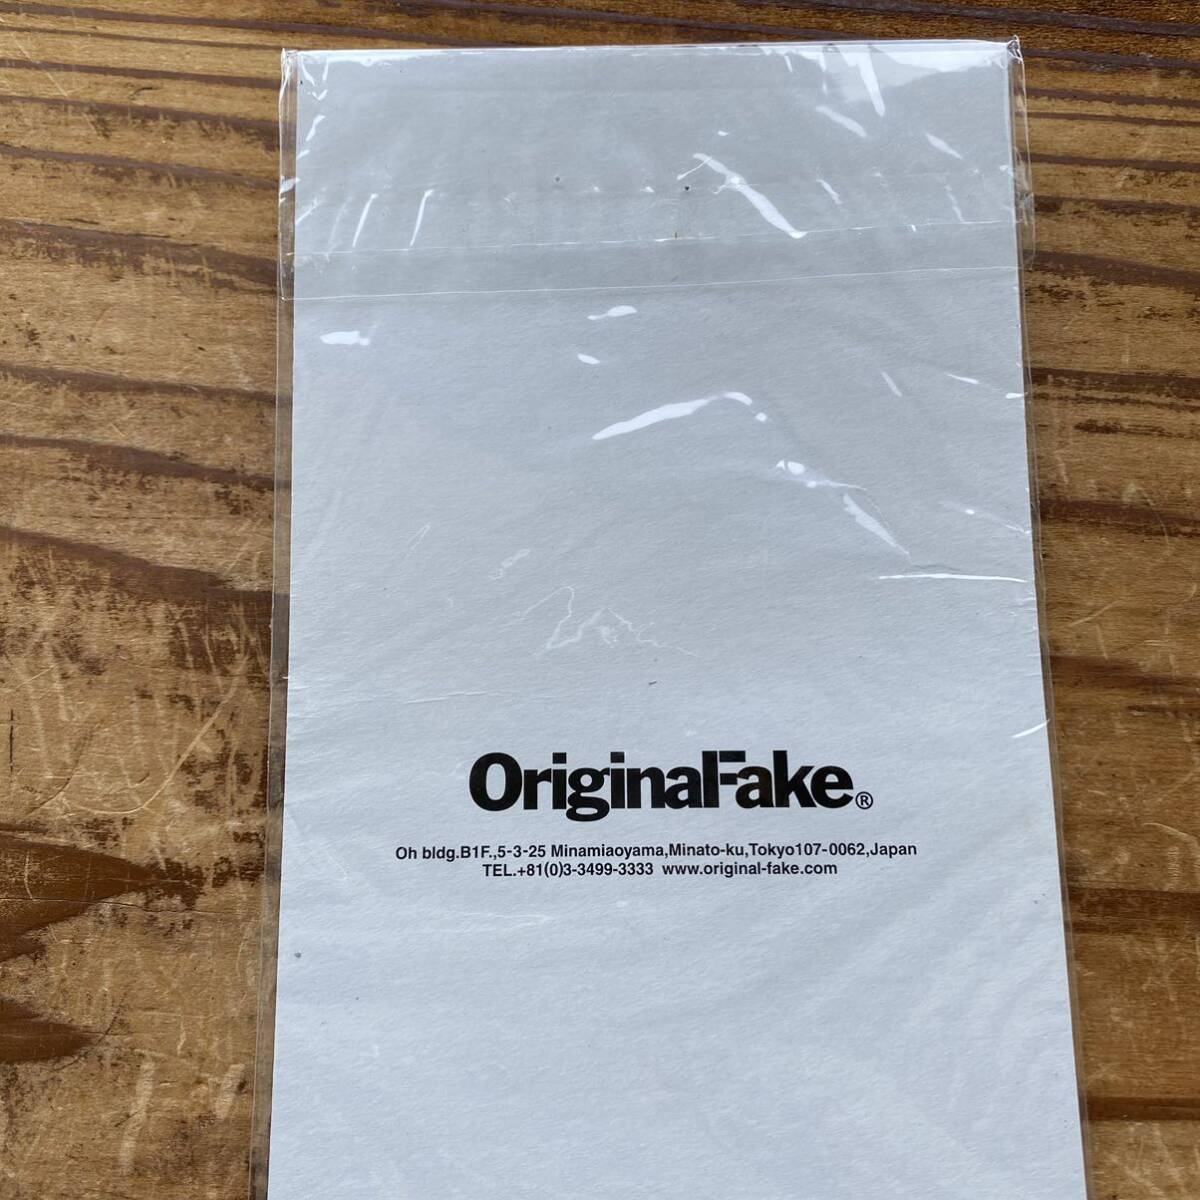 OriginalFake®
Oh bldg.B1F.,5-3-25 Minamiaoyama,Minato-ku,Tokyo107-0062,Japan
TEL.+81(0)3-3499-3333 www.original-fake.com